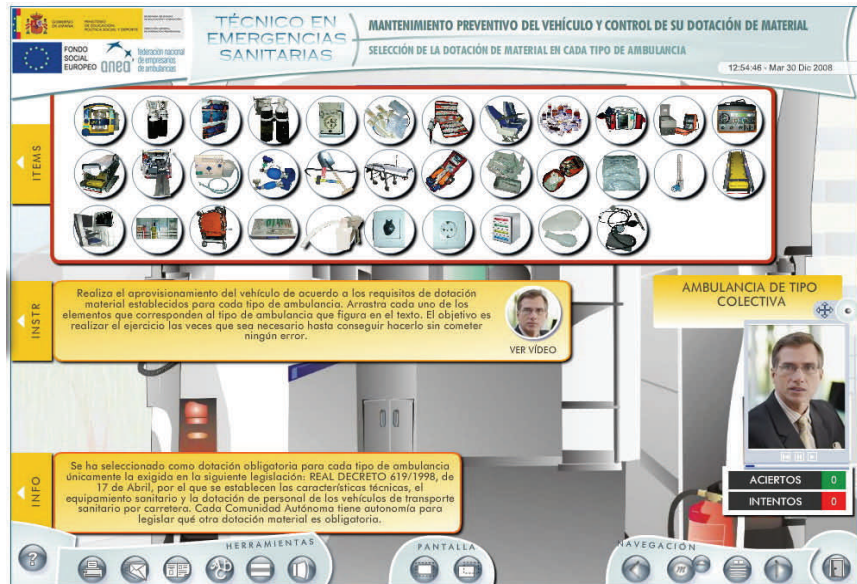 GOBIERNO
DE ESPAÑA
MINISTERIO
DE EDUCACIÓN,
POLÍTICA SOCIAL Y DEPORTE
FONDO
SOCIAL
EUROPEO
anea
federación nacional
de empresarios
de ambulancias
TÉCNICO EN
EMERGENCIAS
SANITARIAS
MANTENIMIENTO PREVENTIVO DEL VEHÍCULO Y CONTROL DE SU DOTACIÓN DE MATERIAL
SELECCIÓN DE LA DOTACIÓN DE MATERIAL EN CADA TIPO DE AMBULANCIA
12:54:46 - Mar 30 Dic 2008
ITEMS
INSTR
Realiza el aprovisionamiento del vehículo de acuerdo a los requisitos de dotación
material establecidos para cada tipo de ambulancia. Arrastra cada uno de los
elementos que corresponden al tipo de ambulancia que figura en el texto. El objetivo es
realizar el ejercicio las veces que sea necesario hasta conseguir hacerlo sin cometer
ningún error.
VER VÍDEO
AMBULANCIA DE TIPO
COLECTIVA
INFO
Se ha seleccionado como dotación obligatoria para cada tipo de ambulancia
únicamente la exigida en la siguiente legislación: REAL DECRETO 619/1998, de
17 de Abril, por el que se establecen las características técnicas, el
equipamiento sanitario y la dotación de personal de los vehículos de transporte
sanitario por carretera. Cada Comunidad Autónoma tiene autonomía para
legislar qué otra dotación material es obligatoria.
ACIERTOS 0
INTENTOS 0
HERRAMIENTAS
PANTALLA
NAVEGACIÓN
?